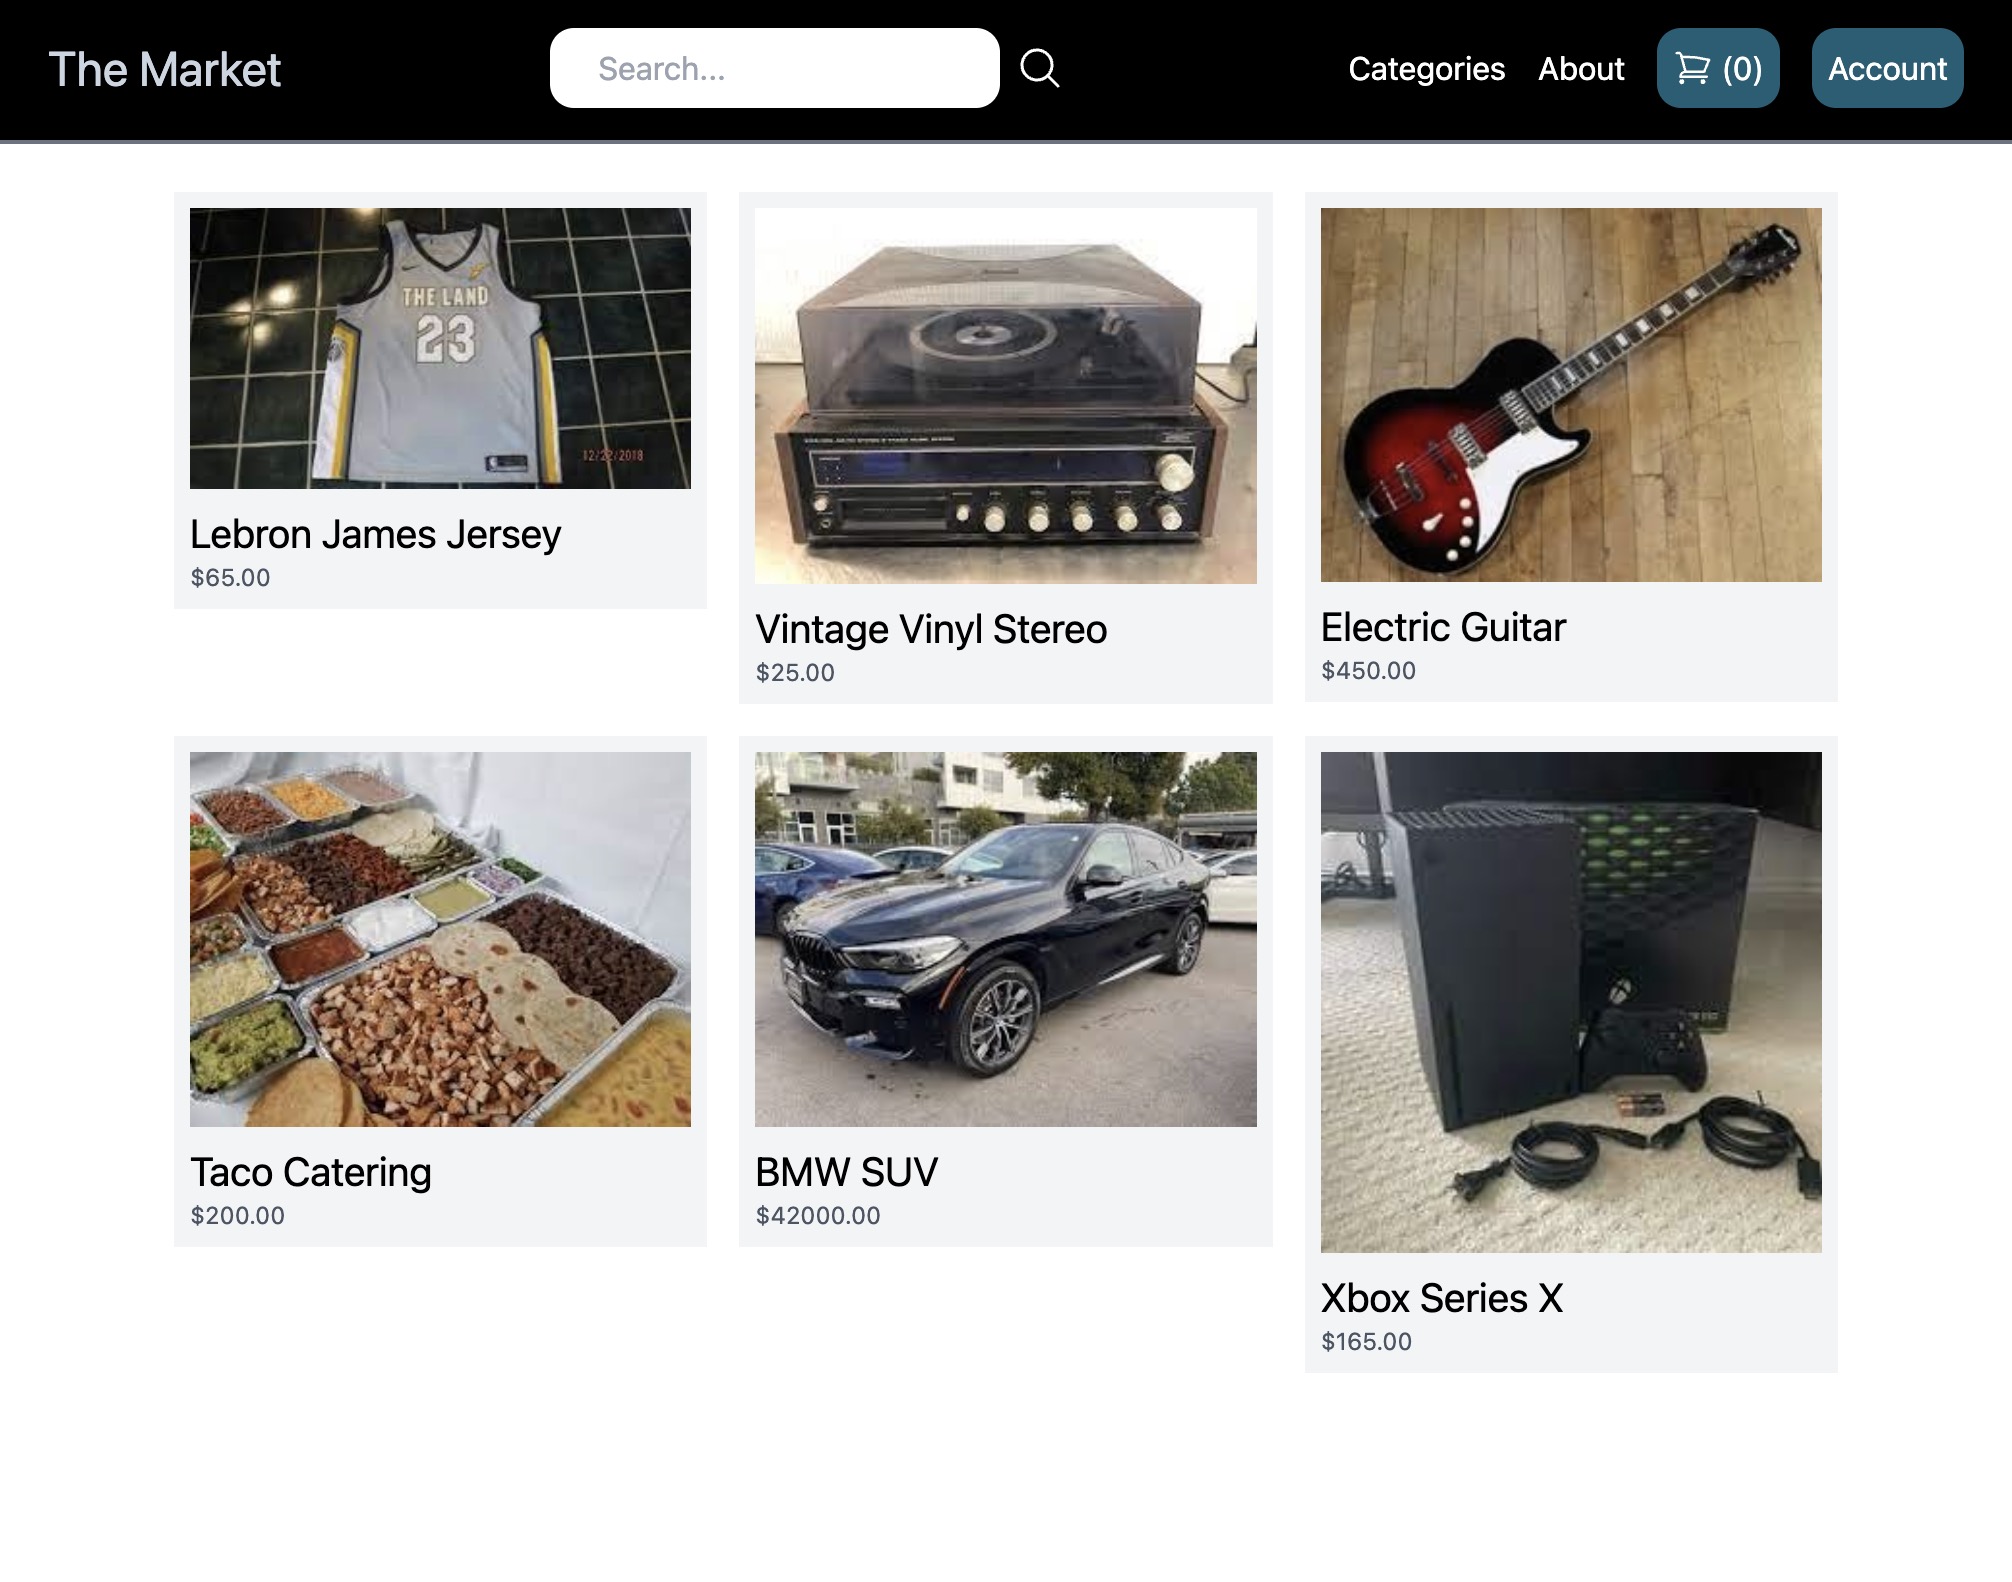 The Market
Search...
Categories
About
(0)
Account
THE LAND
23
12/22/2018
Lebron James Jersey
$65.00
Vintage Vinyl Stereo
$25.00
Electric Guitar
$450.00
Taco Catering
$200.00
BMW SUV
$42000.00
Xbox Series X
$165.00